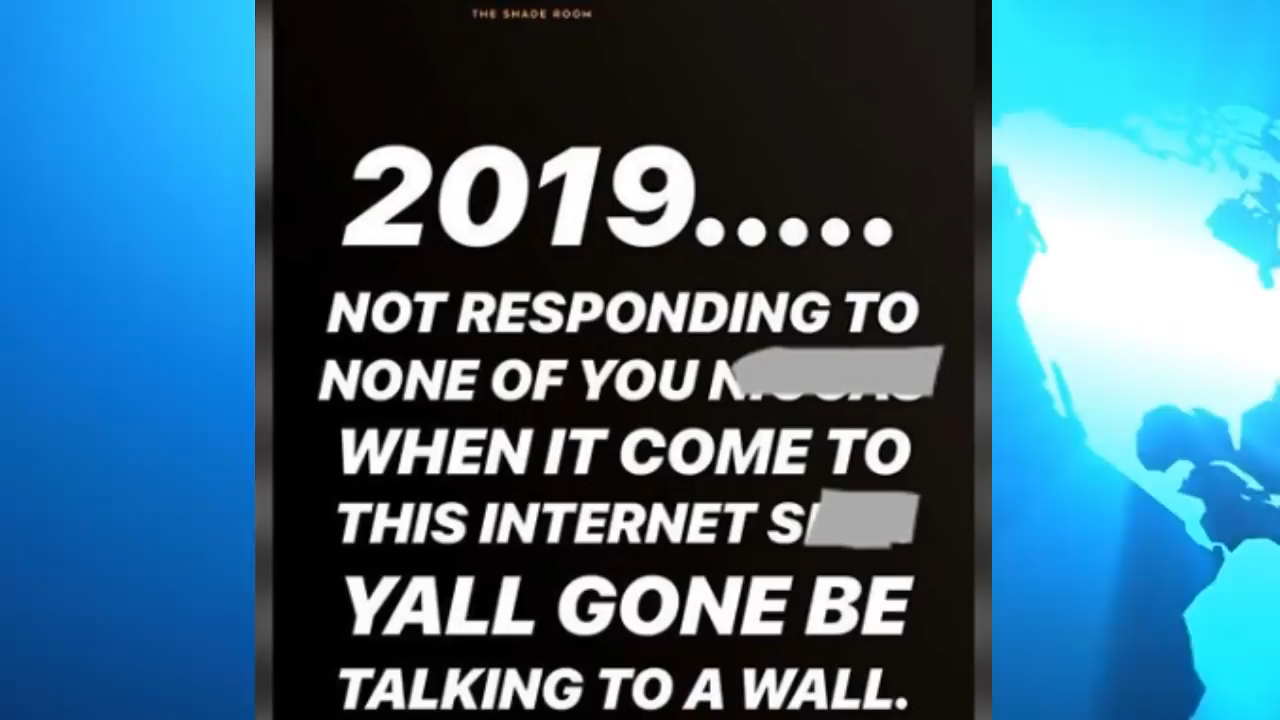 THE SHADE ROOM
2019.....
NOT RESPONDING TO
NONE OF YOU
WHEN IT COME TO
THIS INTERNET
YALL GONE BE
TALKING TO A WALL.